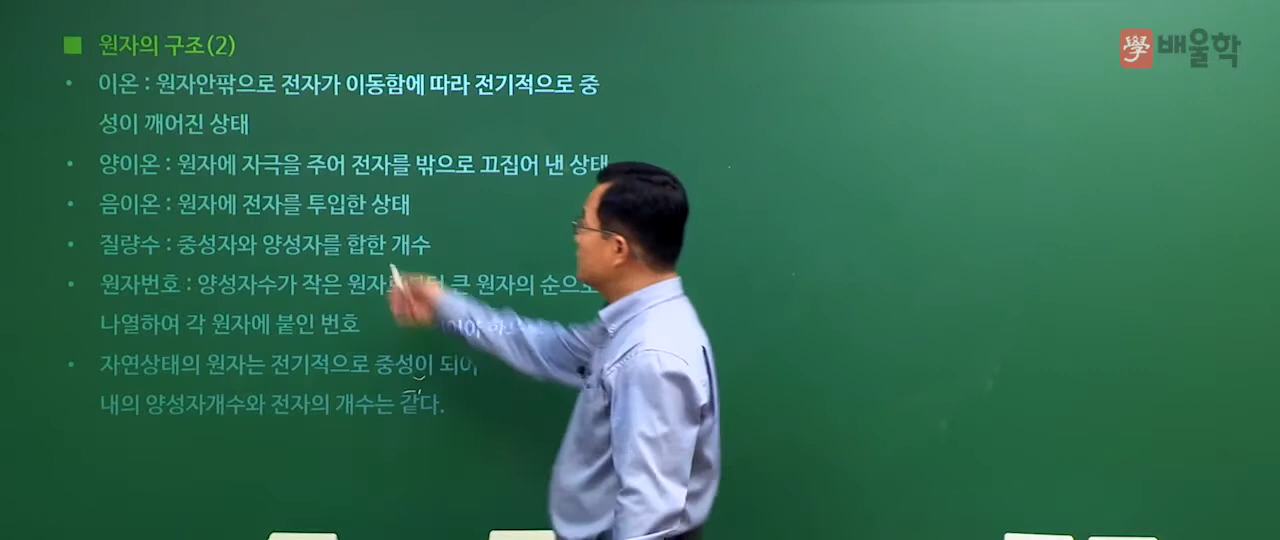 ■ 원자의 구조(2)
學 배울학
• 이온 : 원자안팎으로 전자가 이동함에 따라 전기적으로 중
성이 깨어진 상태
• 양이온 : 원자에 자극을 주어 전자를 밖으로 끄집어 낸 상태
• 음이온 : 원자에 전자를 투입한 상태
• 질량수 : 중성자와 양성자를 합한 개수
• 원자번호 : 양성자수가 작은 큰 원자의 순으로
나열하여 각 원자에 붙인 번호
• 자연상태의 원자는 전기적으로 중성이 되어
내의 양성자개수와 전자의 개수는 같다.